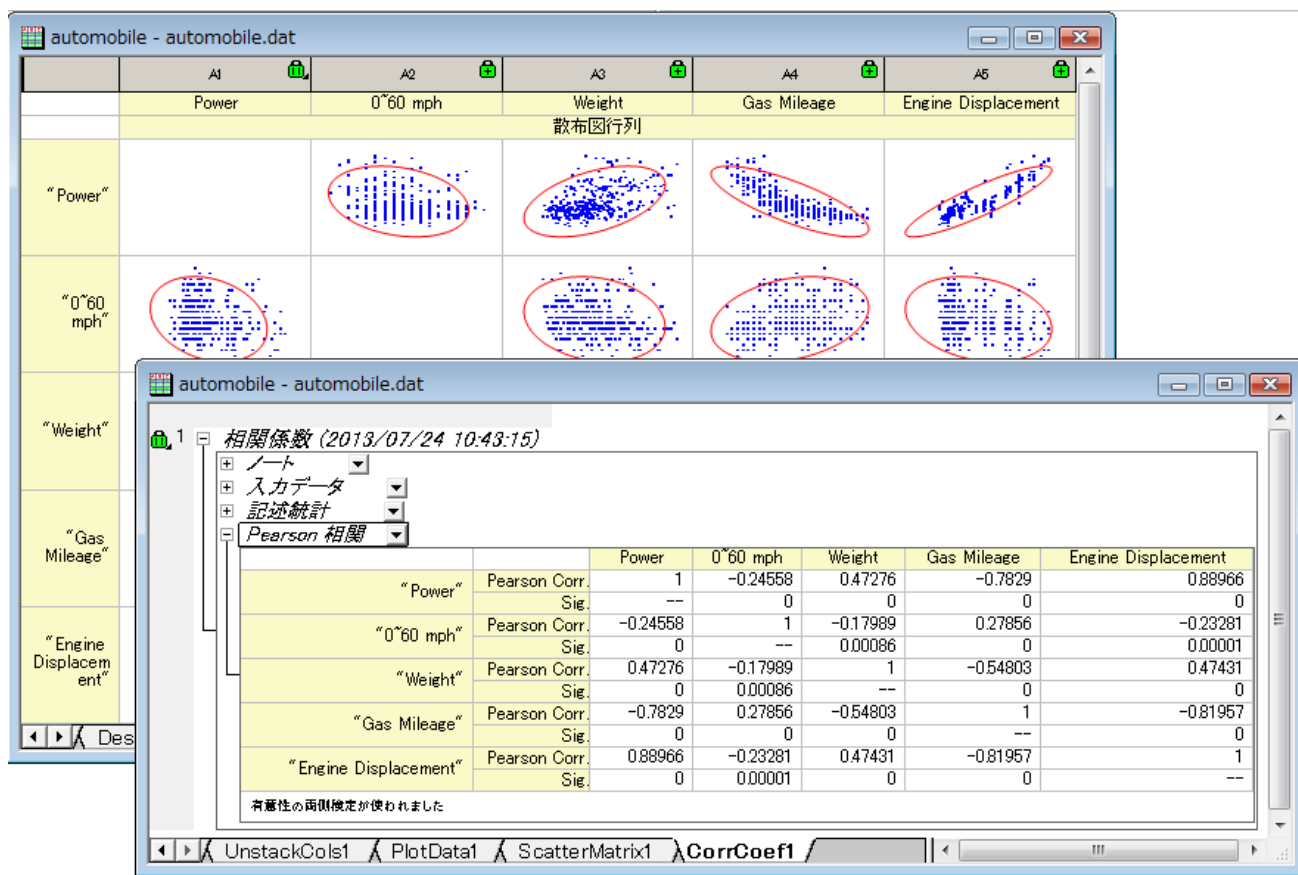 automobile - automobile.dat
A1 A2 A3 A4 A5
Power 0~60 mph Weight Gas Mileage Engine Displacement
散布図行列
"Power"
"0~60
mph"
"Weight"
"Gas
Mileage"
"Engine
Displacem
ent"
Des
automobile - automobile.dat
1 相関係数 (2013/07/24 10:43:15)
ノート
入力データ
記述統計
Pearson 相関
Power 0~60 mph Weight Gas Mileage Engine Displacement
"Power" Pearson Corr. 1 -0.24558 0.47276 -0.7829 0.88966
Sig. -- 0 0 0 0
"0~60 mph" Pearson Corr. -0.24558 1 -0.17989 0.27856 -0.23281
Sig. 0 -- 0.00086 0 0.00001
"Weight" Pearson Corr. 0.47276 -0.17989 1 -0.54803 0.47431
Sig. 0 0.00086 -- 0 0
"Gas Mileage" Pearson Corr. -0.7829 0.27856 -0.54803 1 -0.81957
Sig. 0 0 0 -- 0
"Engine Displacement" Pearson Corr. 0.88966 -0.23281 0.47431 -0.81957 1
Sig. 0 0.00001 0 0 --
有意性の両側検定が使われました
UnstackCols1 PlotData1 ScatterMatrix1 CorrCoef1